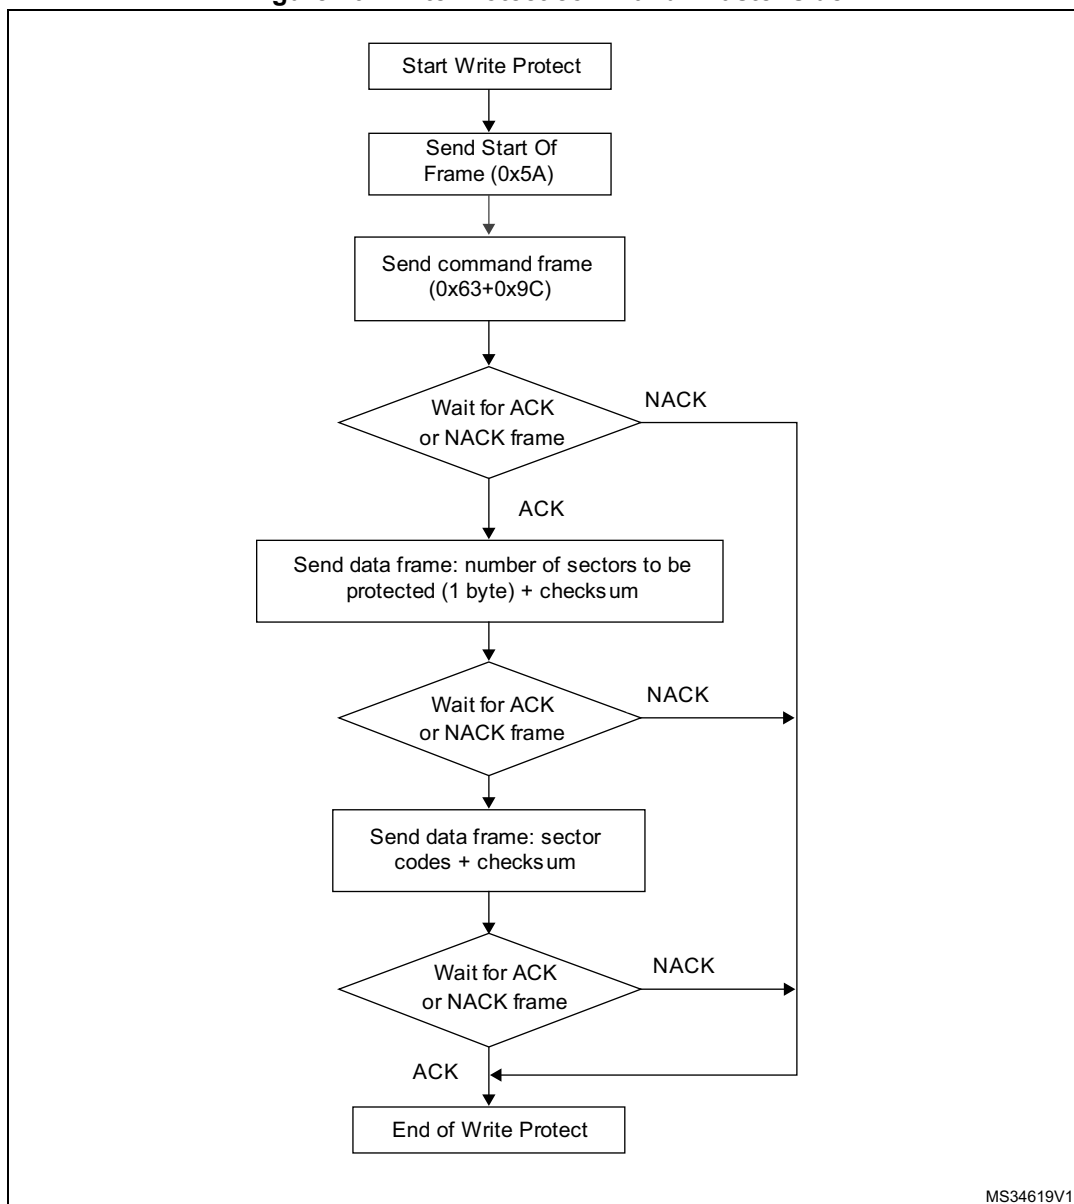 Start Write Protect
Send Start Of
Frame (0x5A)
Send command frame
(0x63+0x9C)
Wait for ACK
or NACK frame
NACK
ACK
Send data frame: number of sectors to be
protected (1 byte) + checksum
Wait for ACK
or NACK frame
NACK
Send data frame: sector
codes + checksum
Wait for ACK
or NACK frame
NACK
ACK
End of Write Protect
MS34619V1